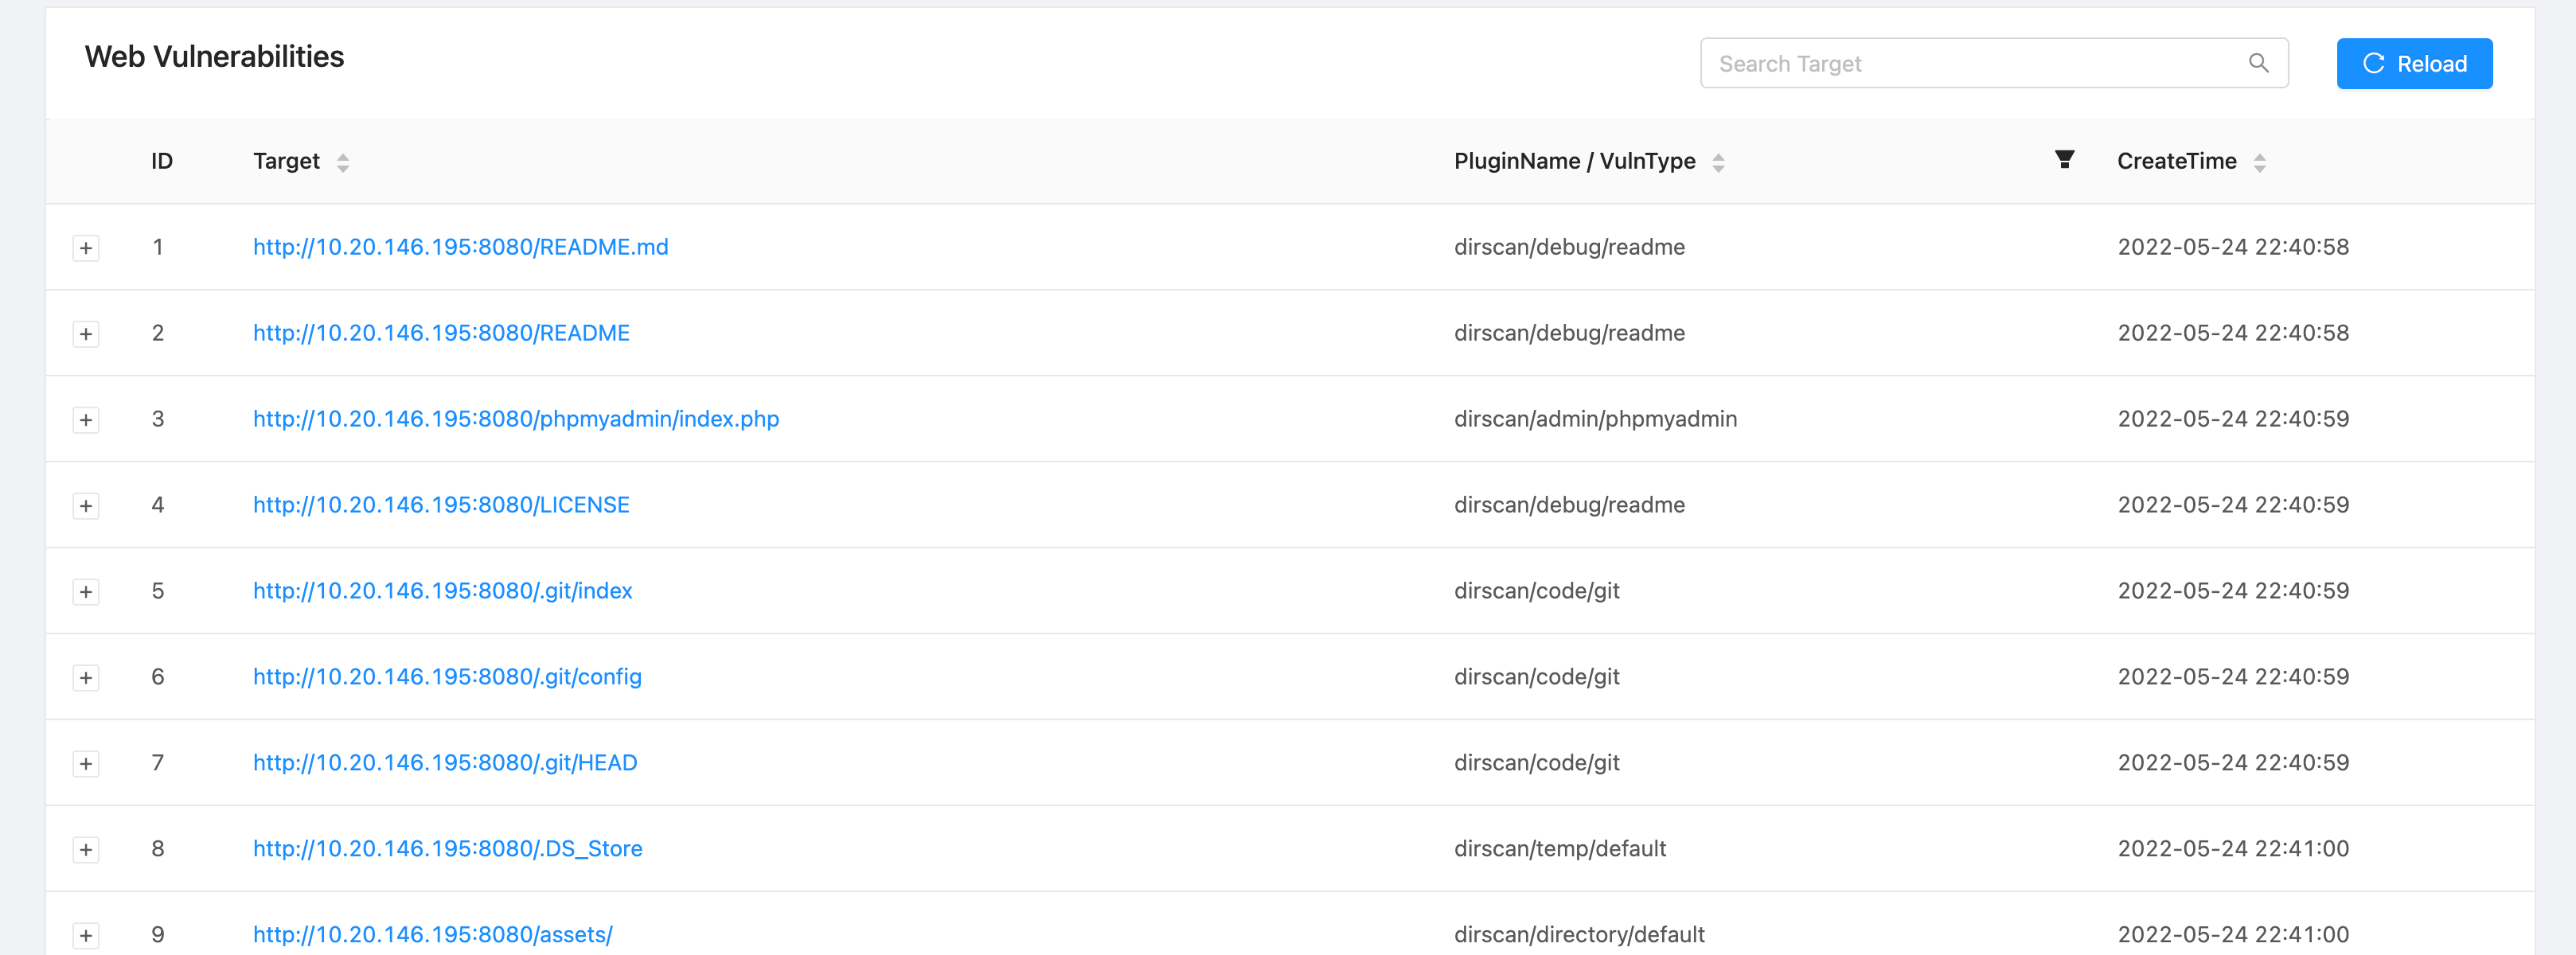 Web Vulnerabilities
Search Target
Reload
ID Target PluginName / VulnType CreateTime
1 http://10.20.146.195:8080/README.md dirscan/debug/readme 2022-05-24 22:40:58
2 http://10.20.146.195:8080/README dirscan/debug/readme 2022-05-24 22:40:58
3 http://10.20.146.195:8080/phpmyadmin/index.php dirscan/admin/phpmyadmin 2022-05-24 22:40:59
4 http://10.20.146.195:8080/LICENSE dirscan/debug/readme 2022-05-24 22:40:59
5 http://10.20.146.195:8080/.git/index dirscan/code/git 2022-05-24 22:40:59
6 http://10.20.146.195:8080/.git/config dirscan/code/git 2022-05-24 22:40:59
7 http://10.20.146.195:8080/.git/HEAD dirscan/code/git 2022-05-24 22:40:59
8 http://10.20.146.195:8080/.DS_Store dirscan/temp/default 2022-05-24 22:41:00
9 http://10.20.146.195:8080/assets/ dirscan/directory/default 2022-05-24 22:41:00